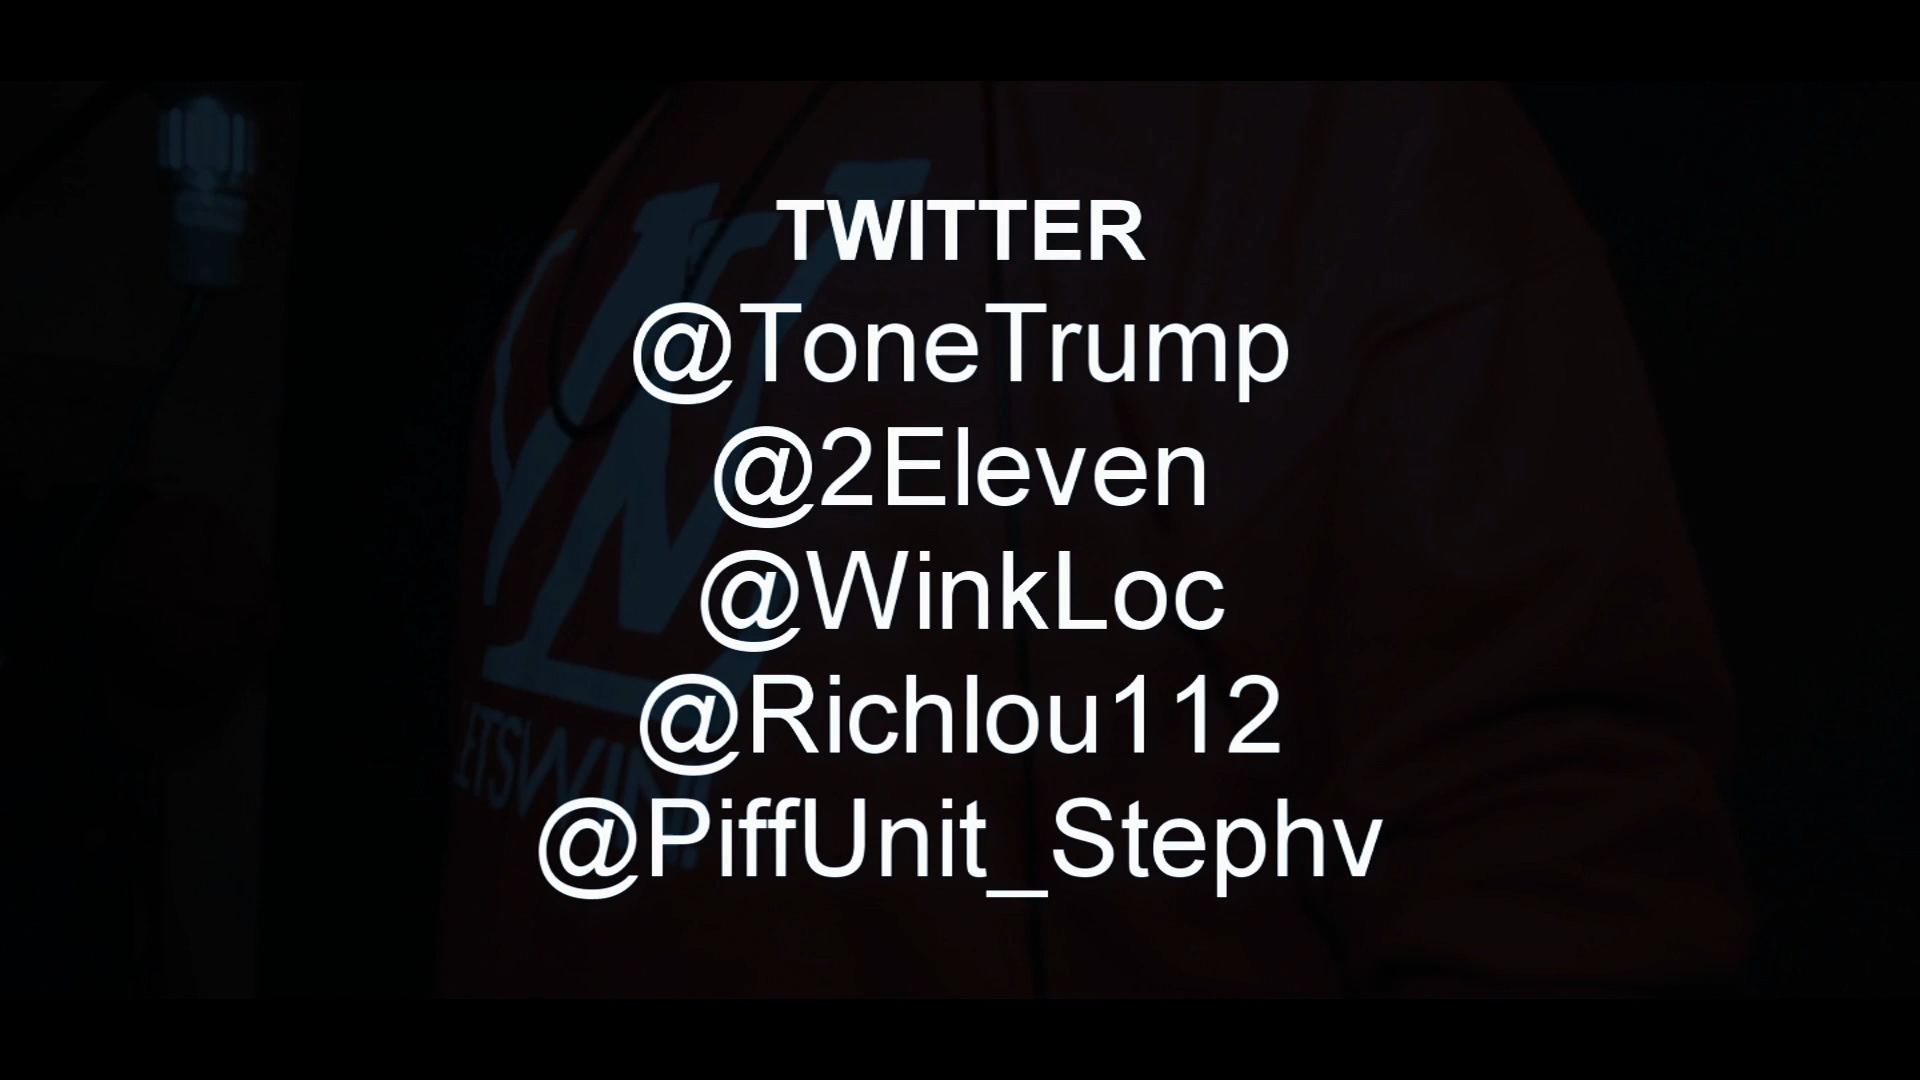 TWITTER
@ToneTrump
@2Eleven
@WinkLoc
@Richlou112
@PiffUnit_Stephv